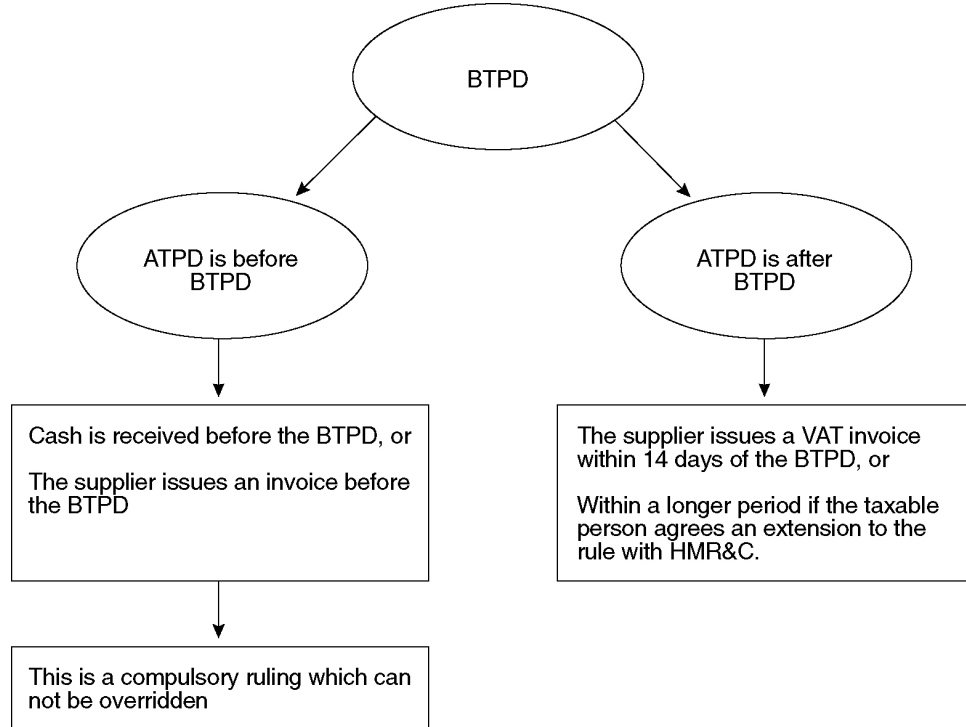 BTPD
ATPD is before
BTPD
ATPD is after
BTPD
Cash is received before the BTPD, or
The supplier issues an invoice before
the BTPD
The supplier issues a VAT invoice
within 14 days of the BTPD, or
Within a longer period if the taxable
person agrees an extension to the
rule with HMR&C.
This is a compulsory ruling which can
not be overridden